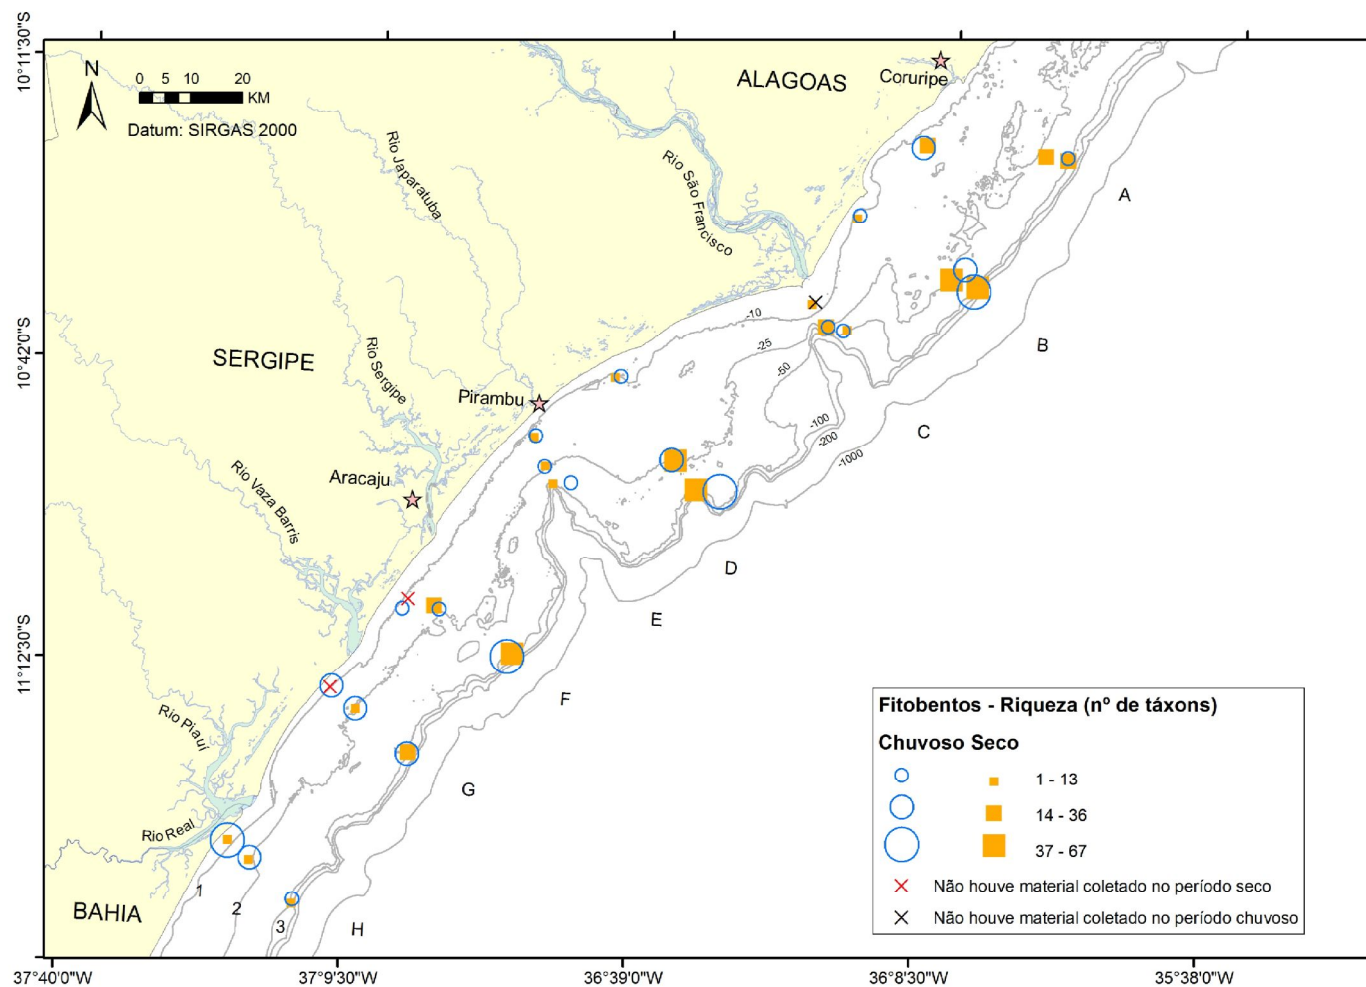 10°11'30"S
10°42'0"S
11°12'30"S
N
0 5 10 20
KM
Datum: SIRGAS 2000
ALAGOAS
Coruripe
Rio Japaratuba
Rio São Francisco
A
B
C
D
E
F
G
H
-10
-25
-50
-100
-200
-1000
SERGIPE
Rio Sergipe
Pirambu
Aracaju
Rio Vaza Barris
Rio Piauí
Rio Real
BAHIA
1
2
3
Fitobentos - Riqueza (nº de táxons)
Chuvoso Seco
1 - 13
14 - 36
37 - 67
Não houve material coletado no período seco
Não houve material coletado no período chuvoso
37°40'0"W
37°9'30"W
36°39'0"W
36°8'30"W
35°38'0"W